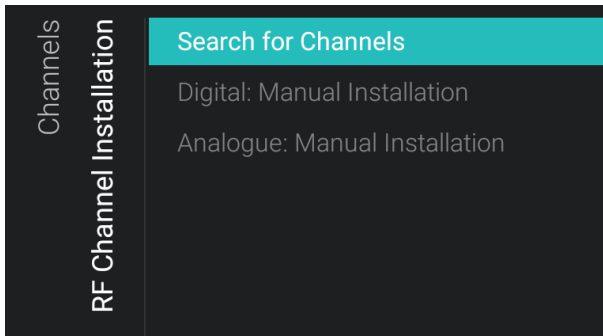 Channels
RF Channel Installation
Search for Channels
Digital: Manual Installation
Analogue: Manual Installation